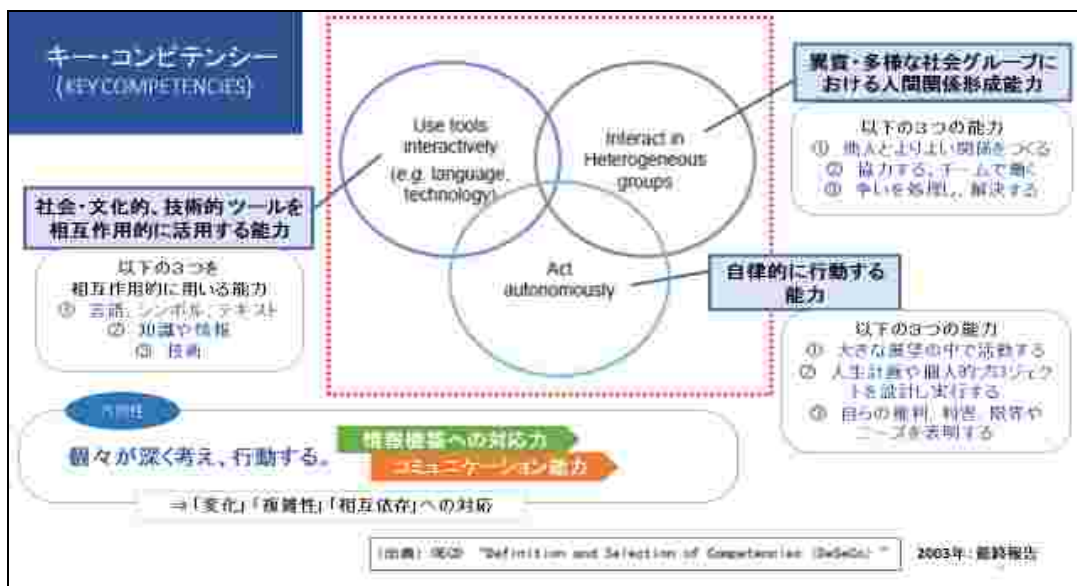 キー・コンピテンシー
(KEY COMPETENCIES)
Use tools
interactively
(e.g. language,
technology)
Interact in
Heterogeneous
groups
Act
autonomously
異質・多様な社会グループに
おける人間関係形成能力
以下の3つの能力
① 他人とよりよい関係をつくる
② 協力する、チームで働く
③ 争いを処理し、解決する
社会・文化的、技術的ツールを
相互作用的に活用する能力
以下の3つを
相互作用的に用いる能力
① 言語、シンボル、テキスト
② 知識や情報
③ 技術
自律的に行動する
能力
以下の3つの能力
① 大きな展望の中で活動する
② 人生計画や個人的プロジェク
トを設計し実行する
③ 自らの権利、利害、限界や
ニーズを表明する
個々が深く考え、行動する。
情報機器への対応力
コミュニケーション能力
⇒「変化」「複雑性」「相互依存」への対応
(出典) OECD "Definition and Selection of Competencies (DeSeCo) "
2003年:最終報告